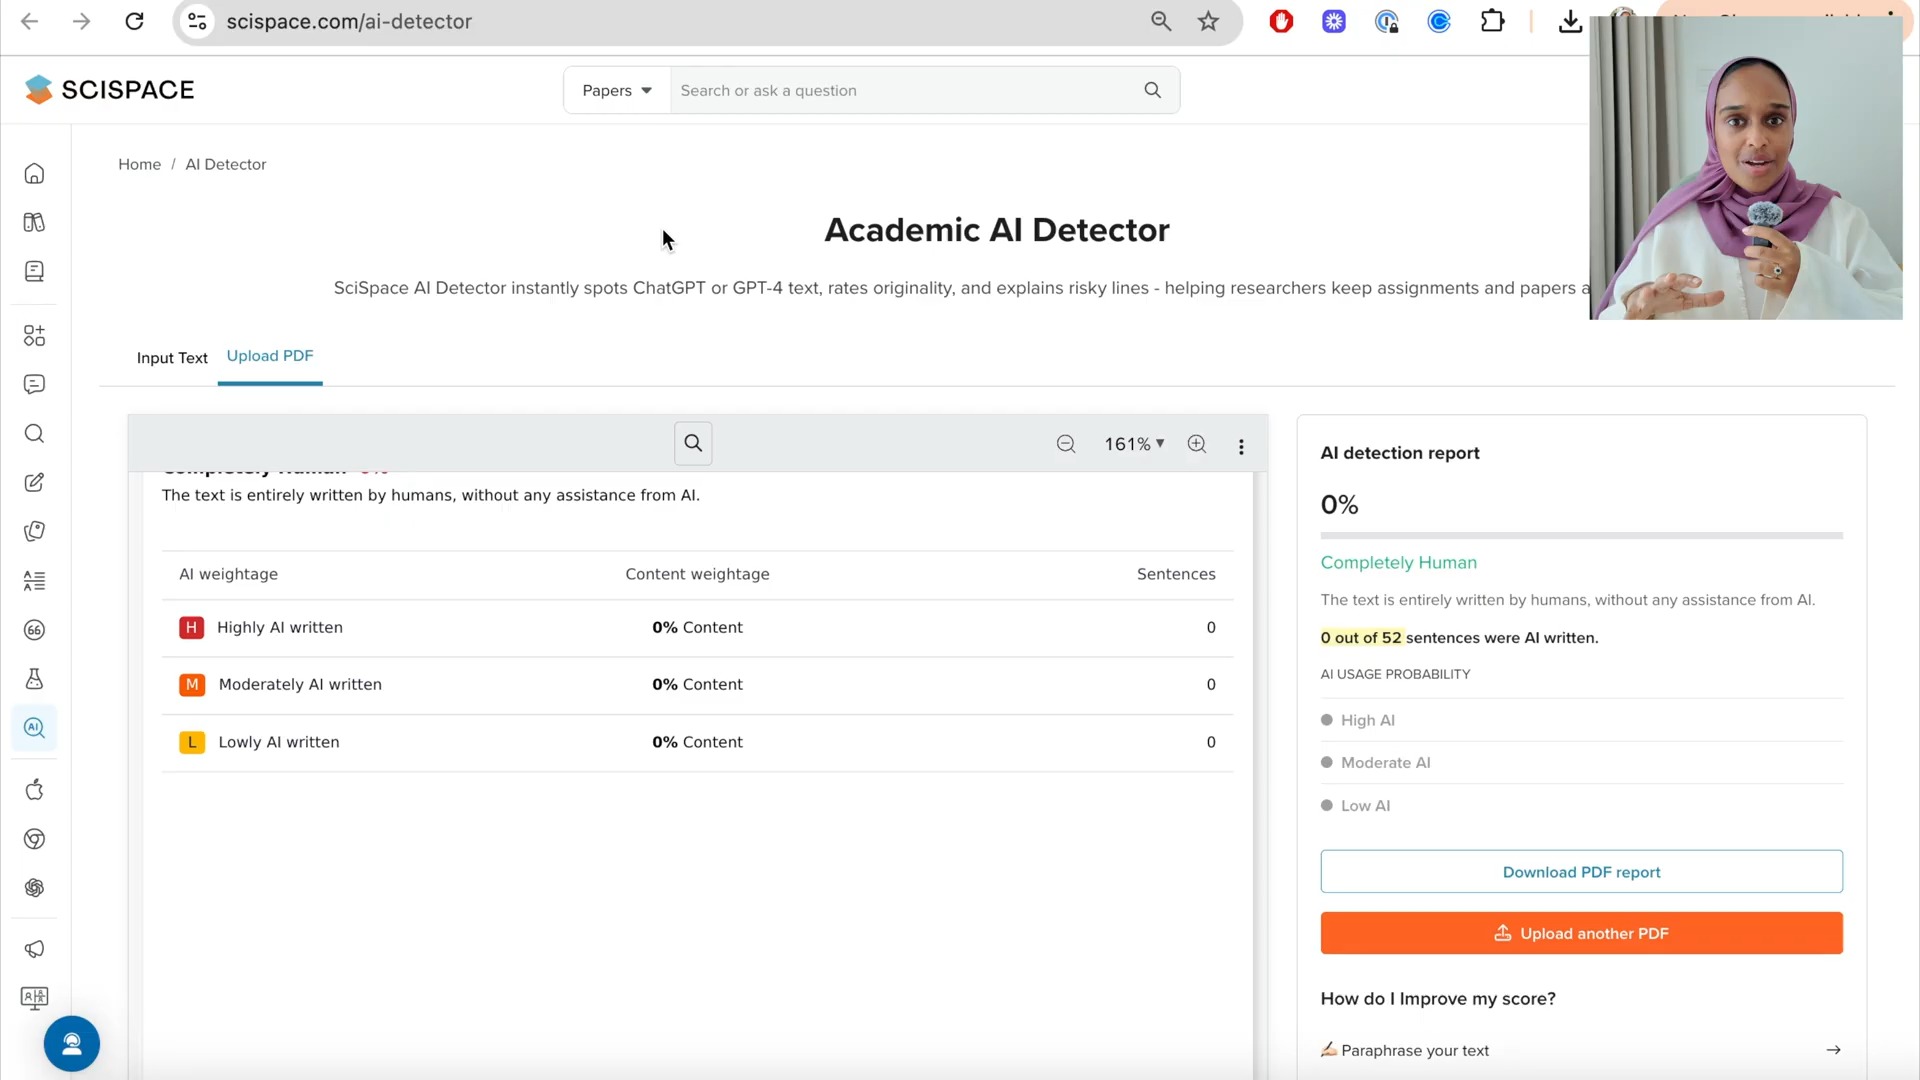 scispace.com/ai-detector
SCISPACE
Papers
Search or ask a question
Home / AI Detector
Academic AI Detector
SciSpace AI Detector instantly spots ChatGPT or GPT-4 text, rates originality, and explains risky lines - helping researchers keep assignments and papers
Input Text
Upload PDF
161%
The text is entirely written by humans, without any assistance from AI.
AI weightage Content weightage Sentences
H Highly AI written 0% Content 0
M Moderately AI written 0% Content 0
L Lowly AI written 0% Content 0
AI detection report
0%
Completely Human
The text is entirely written by humans, without any assistance from AI.
0 out of 52 sentences were AI written.
AI USAGE PROBABILITY
High AI
Moderate AI
Low AI
Download PDF report
Upload another PDF
How do I Improve my score?
Paraphrase your text